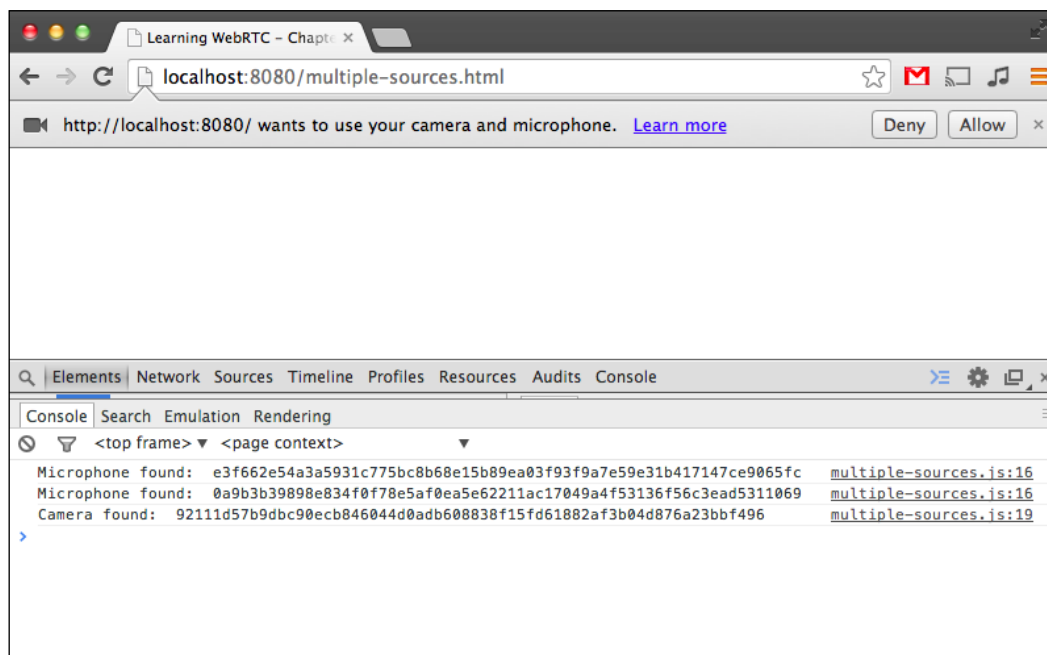 Learning WebRTC – Chapte
localhost:8080/multiple-sources.html
http://localhost:8080/ wants to use your camera and microphone. Learn more Deny Allow
Elements Network Sources Timeline Profiles Resources Audits Console
Console Search Emulation Rendering
<top frame> <page context>
Microphone found: e3f662e54a3a5931c775bc8b68e15b89ea03f93f9a7e59e31b417147ce9065fc multiple-sources.js:16
Microphone found: 0a9b3b39898e834f0f78e5af0ea5e62211ac17049a4f53136f56c3ead5311069 multiple-sources.js:16
Camera found: 92111d57b9dbc90ecb846044d0adb608838f15fd61882af3b04d876a23bbf496 multiple-sources.js:19